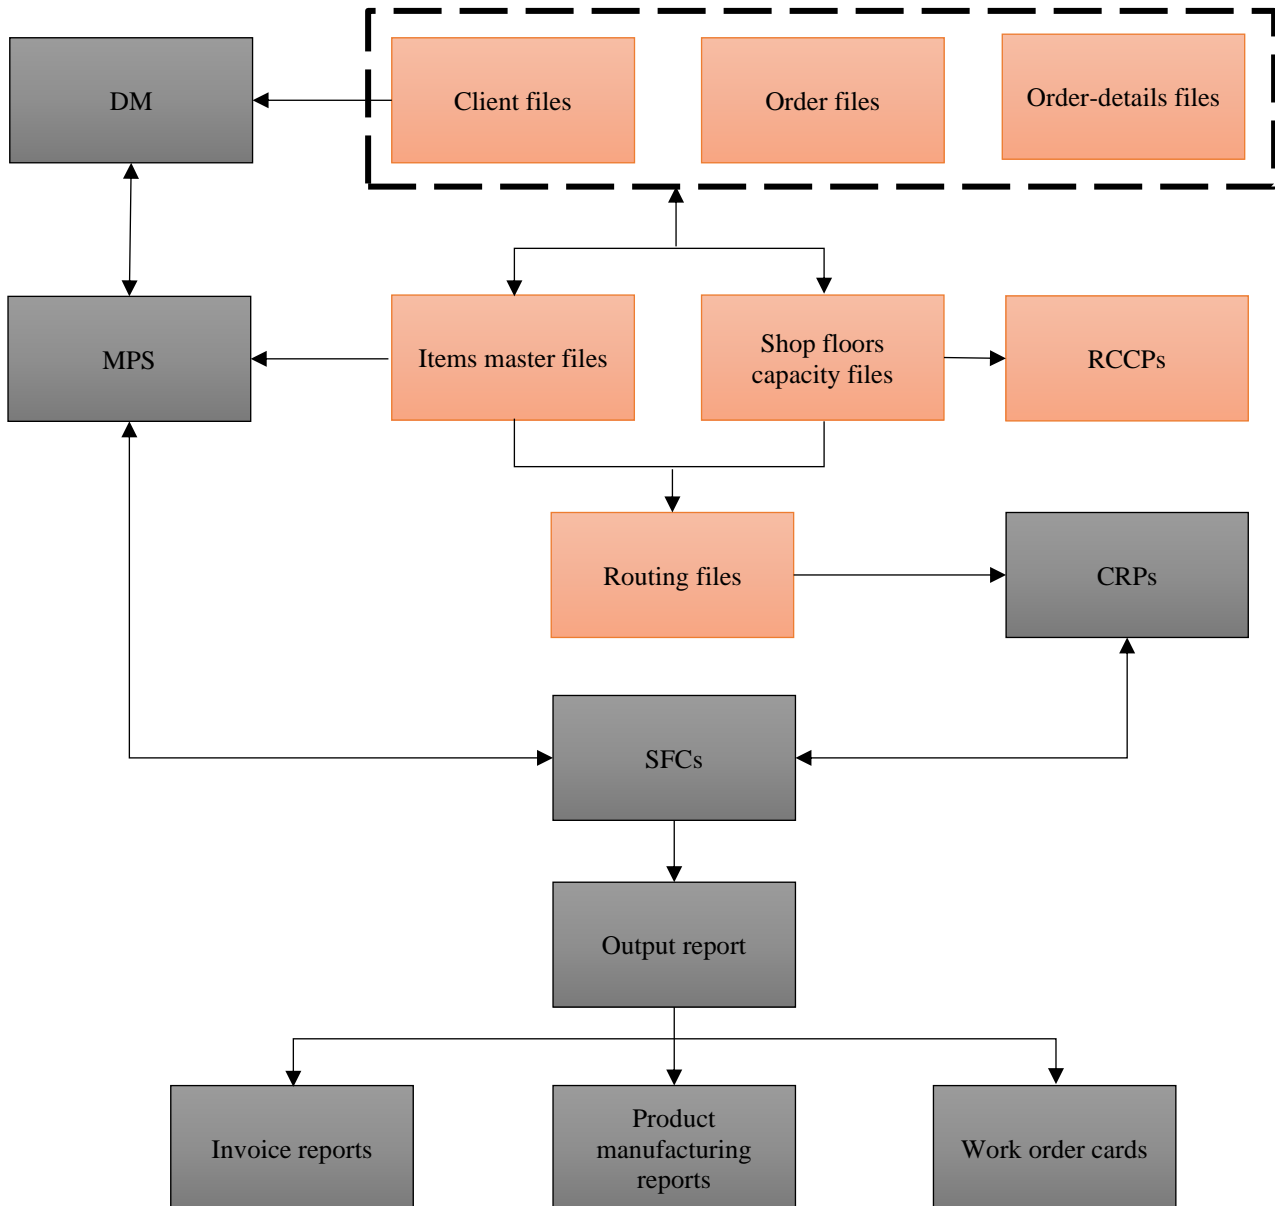 DM
Client files
Order files
Order-details files
MPS
Items master files
Shop floors
capacity files
RCCPs
Routing files
CRPs
SFCs
Output report
Invoice reports
Product
manufacturing
reports
Work order cards